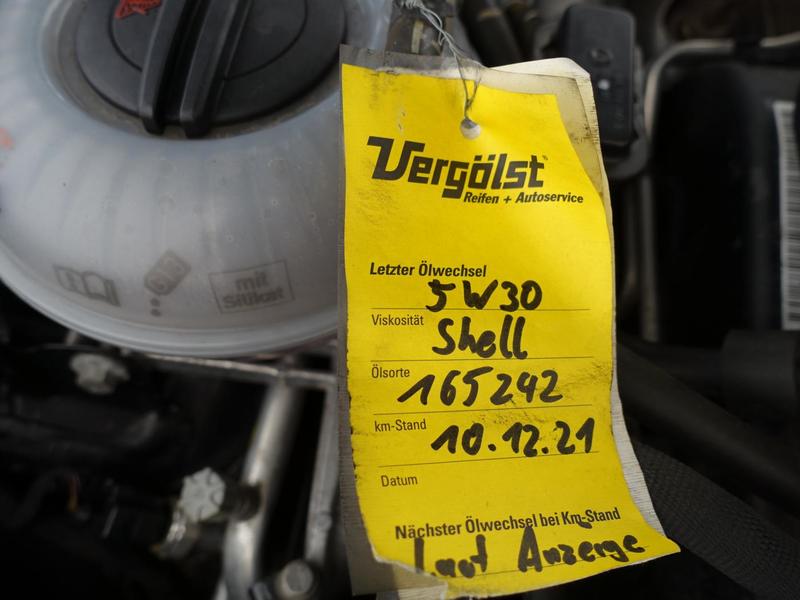 Vergölst
Reifen + Autoservice
Letzter Ölwechsel
5W30
Viskosität
Shell
Ölsorte
165242
km-Stand
10.12.21
Datum
Nächster Ölwechsel bei Km-Stand
Laut Anzeige
mit
Silikat